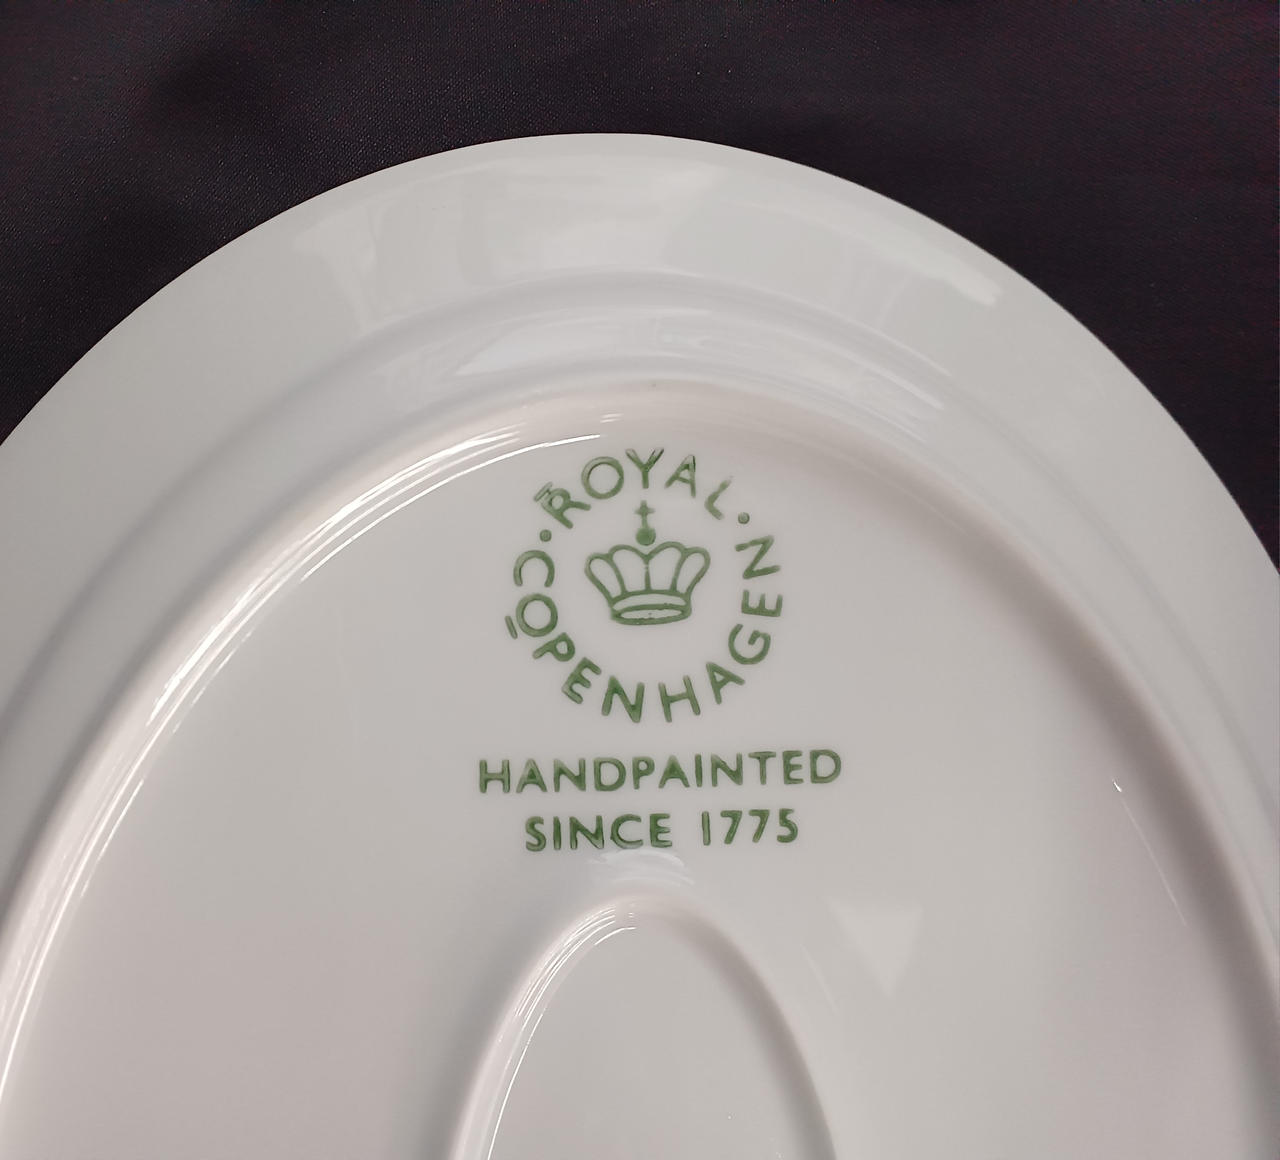 ROYAL · COPENHAGEN ·
HANDPAINTED
SINCE 1775